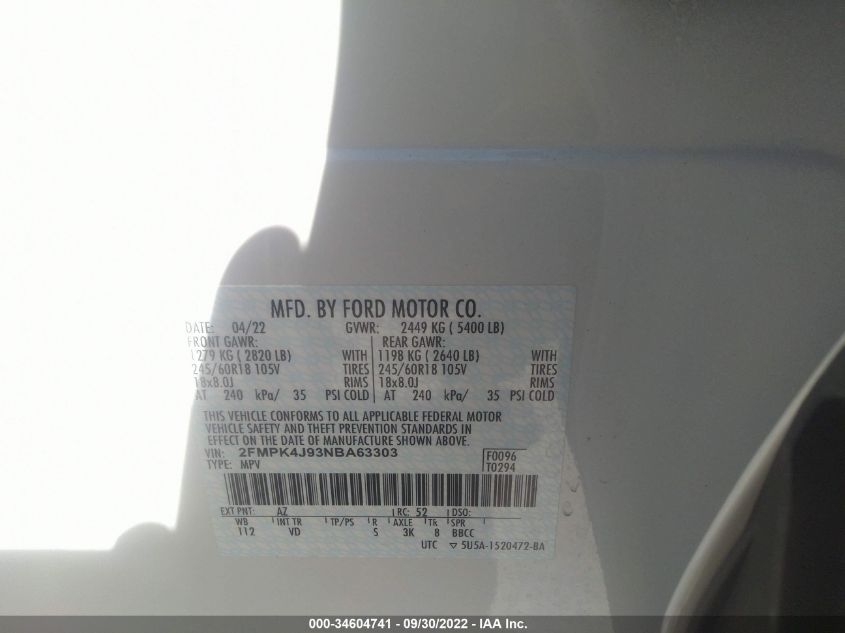 MFD. BY FORD MOTOR CO.
DATE: 04/22 GVWR: 2449 KG ( 5400 LB)
FRONT GAWR: REAR GAWR:
1279 KG ( 2820 LB) WITH 1198 KG ( 2640 LB) WITH
245/60R18 105V TIRES 245/60R18 105V TIRES
18x8.0J RIMS 18x8.0J RIMS
AT 240 kPa/ 35 PSI COLD AT 240 kPa/ 35 PSI COLD
THIS VEHICLE CONFORMS TO ALL APPLICABLE FEDERAL MOTOR
VEHICLE SAFETY AND THEFT PREVENTION STANDARDS IN
EFFECT ON THE DATE OF MANUFACTURE SHOWN ABOVE.
VIN: 2FMPK4J93NBA63303 F0096
TYPE: MPV T0294
EXT PNT: AZ RC: 52 DSO:
WB INT TR TP/PS R AXLE TR SPR
112 VD S 3K 8 BBCC
UTC ▽ 5U5A-1520472-BA
000-34604741 - 09/30/2022 - IAA Inc.